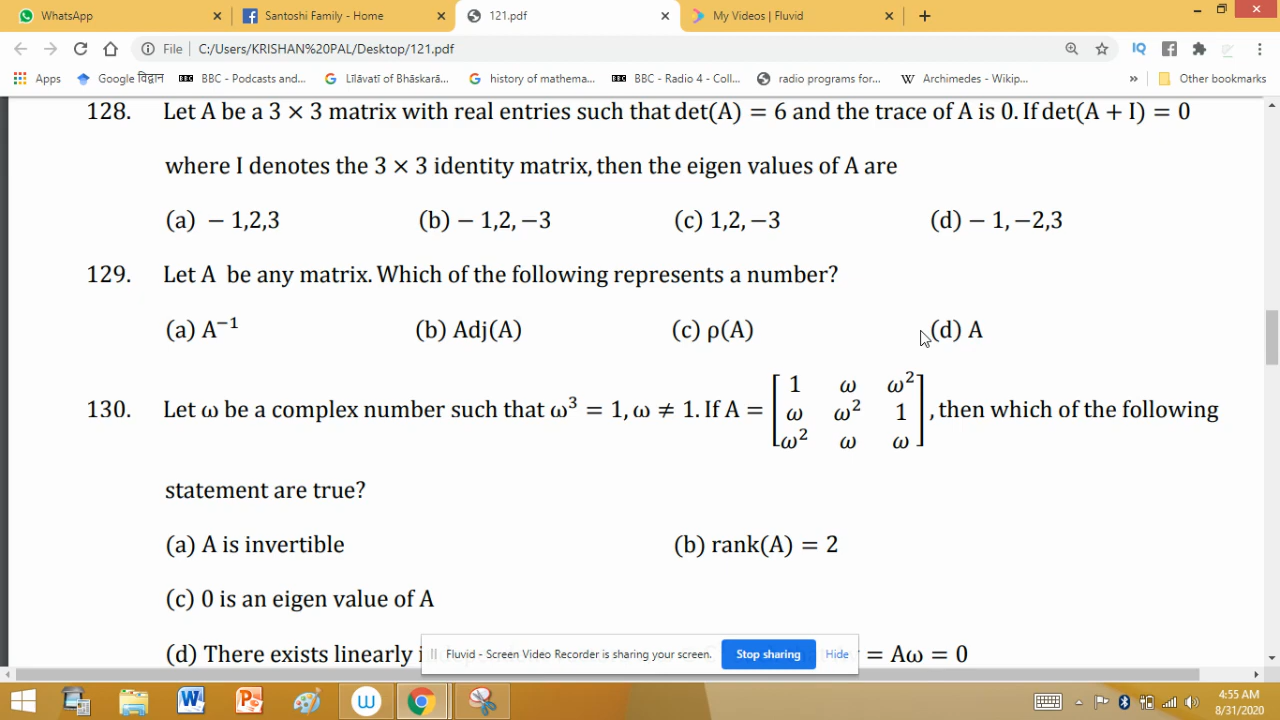 WhatsApp
Santoshi Family - Home
121.pdf
My Videos | Fluvid
File
C:/Users/KRISHAN%20PAL/Desktop/121.pdf
IQ
Apps
Google विद्वान
BBC - Podcasts and...
Līlāvatī of Bhāskarā...
history of mathema...
BBC - Radio 4 - Coll...
radio programs for...
Archimedes - Wikip...
»
Other bookmarks
128. Let A be a 3 × 3 matrix with real entries such that det(A) = 6 and the trace of A is 0. If det(A + I) = 0
where I denotes the 3 × 3 identity matrix, then the eigen values of A are
(a) − 1,2,3 (b) − 1,2, −3 (c) 1,2, −3 (d) − 1, −2,3
129. Let A be any matrix. Which of the following represents a number?
(a) A⁻¹ (b) Adj(A) (c) ρ(A) (d) A
130. Let ω be a complex number such that ω³ = 1, ω ≠ 1. If A = [1 ω ω²
ω ω² 1
ω² ω ω], then which of the following
statement are true?
(a) A is invertible (b) rank(A) = 2
(c) 0 is an eigen value of A
(d) There exists linearly i = Aω = 0
Fluvid - Screen Video Recorder is sharing your screen. Stop sharing Hide
4:55 AM
8/31/2020